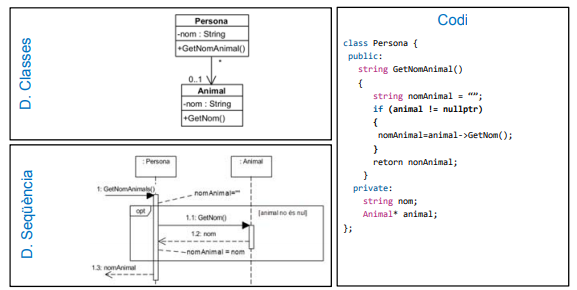 D. Classes
Persona
-nom : String
+GetNomAnimal()
*
0..1
Animal
-nom : String
+GetNom()
D. Seqüència
: Persona
: Animal
1: GetNomAnimals()
nomAnimal=""
opt
[animal no és nul]
1.1: GetNom()
1.2: nom
nomAnimal = nom
1.3: nomAnimal
Codi
class Persona {
public:
string GetNomAnimal()
{
string nomAnimal = “”;
if (animal != nullptr)
{
nomAnimal=animal->GetNom();
}
retorn nonAnimal;
}
private:
string nom;
Animal* animal;
};